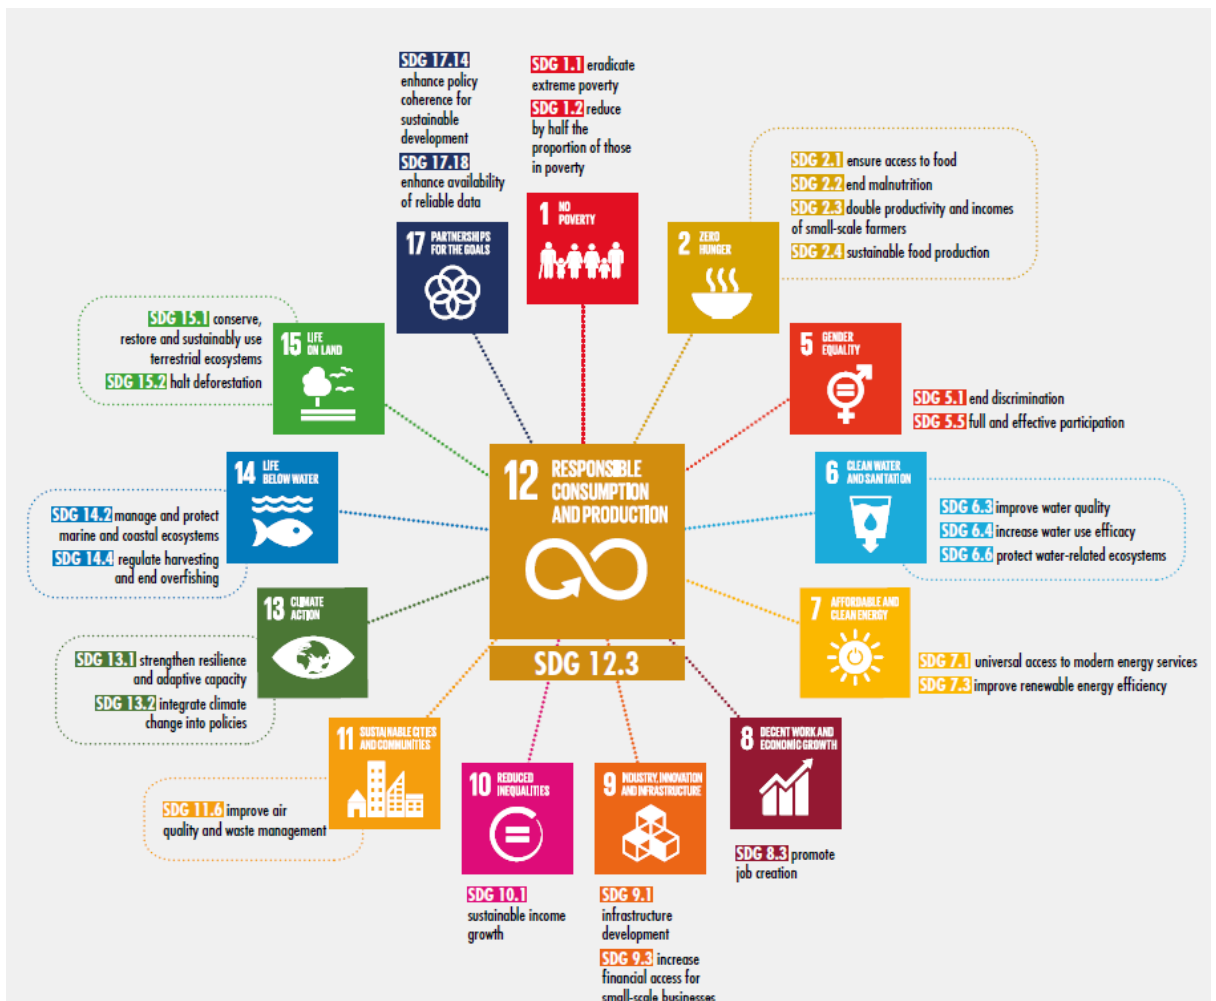 SDG 17.14
enhance policy
coherence for
sustainable
development
SDG 17.18
enhance availability
of reliable data
17 PARTNERSHIPS
FOR THE GOALS
SDG 1.1 eradicate
extreme poverty
SDG 1.2 reduce
by half the
proportion of those
in poverty
1 NO
POVERTY
SDG 2.1 ensure access to food
SDG 2.2 end malnutrition
SDG 2.3 double productivity and incomes
of small-scale farmers
SDG 2.4 sustainable food production
2 ZERO
HUNGER
5 GENDER
EQUALITY
SDG 5.1 end discrimination
SDG 5.5 full and effective participation
6 CLEAN WATER
AND SANITATION
SDG 6.3 improve water quality
SDG 6.4 increase water use efficacy
SDG 6.6 protect water-related ecosystems
7 AFFORDABLE AND
CLEAN ENERGY
SDG 7.1 universal access to modern energy services
SDG 7.3 improve renewable energy efficiency
8 DECENT WORK AND
ECONOMIC GROWTH
SDG 8.3 promote
job creation
9 INDUSTRY, INNOVATION
AND INFRASTRUCTURE
SDG 9.1
infrastructure
development
SDG 9.3 increase
financial access for
small-scale businesses
10 REDUCED
INEQUALITIES
SDG 10.1
sustainable income
growth
11 SUSTAINABLE CITIES
AND COMMUNITIES
SDG 11.6 improve air
quality and waste management
13 CLIMATE
ACTION
SDG 13.1 strengthen resilience
and adaptive capacity
SDG 13.2 integrate climate
change into policies
14 LIFE
BELOW WATER
SDG 14.2 manage and protect
marine and coastal ecosystems
SDG 14.4 regulate harvesting
and end overfishing
15 LIFE
ON LAND
SDG 15.1 conserve,
restore and sustainably use
terrestrial ecosystems
SDG 15.2 halt deforestation
12 RESPONSIBLE
CONSUMPTION
AND PRODUCTION
SDG 12.3